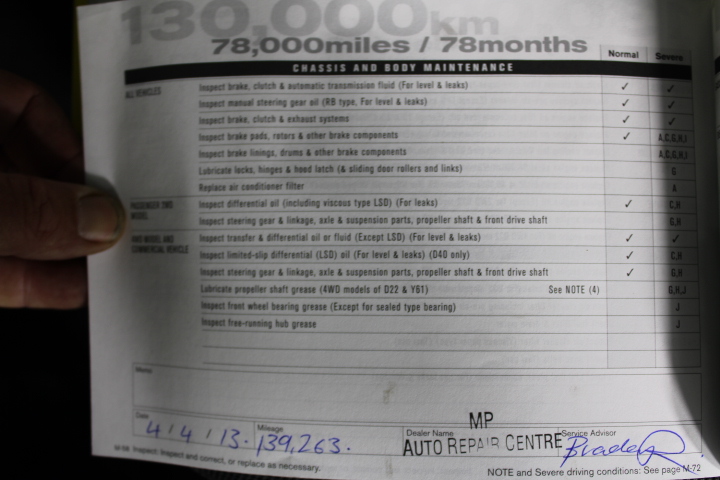 130,000km
78,000miles / 78months
Normal Severe
CHASSIS AND BODY MAINTENANCE
ALL VEHICLES Inspect brake, clutch & automatic transmission fluid (For level & leaks) ✓ ✓
Inspect manual steering gear oil (RB type, For level & leaks) ✓ ✓
Inspect brake, clutch & exhaust systems ✓ ✓
Inspect brake pads, rotors & other brake components ✓ A,C,G,H,I
Inspect brake linings, drums & other brake components A,C,G,H,I
Lubricate locks, hinges & hood latch (& sliding door rollers and links) G
Replace air conditioner filter A
PASSENGER 2WD Inspect differential oil (including viscous type LSD) (For leaks) ✓ C,H
MODEL Inspect steering gear & linkage, axle & suspension parts, propeller shaft & front drive shaft G,H
4WD MODEL AND Inspect transfer & differential oil or fluid (Except LSD) (For level & leaks) ✓ ✓
COMMERCIAL VEHICLE Inspect limited-slip differential (LSD) oil (For level & leaks) (D40 only) ✓ C,H
Inspect steering gear & linkage, axle & suspension parts, propeller shaft & front drive shaft ✓ G,H
Lubricate propeller shaft grease (4WD models of D22 & Y61) See NOTE (4) G,H,J
Inspect front wheel bearing grease (Except for sealed type bearing) J
Inspect free-running hub grease J
Memo
Date 4/4/13. Mileage 139,263. Dealer Name MP Service Advisor
AUTO REPAIR CENTRE
Inspect: Inspect and correct, or replace as necessary.
NOTE and Severe driving conditions: See page M-72